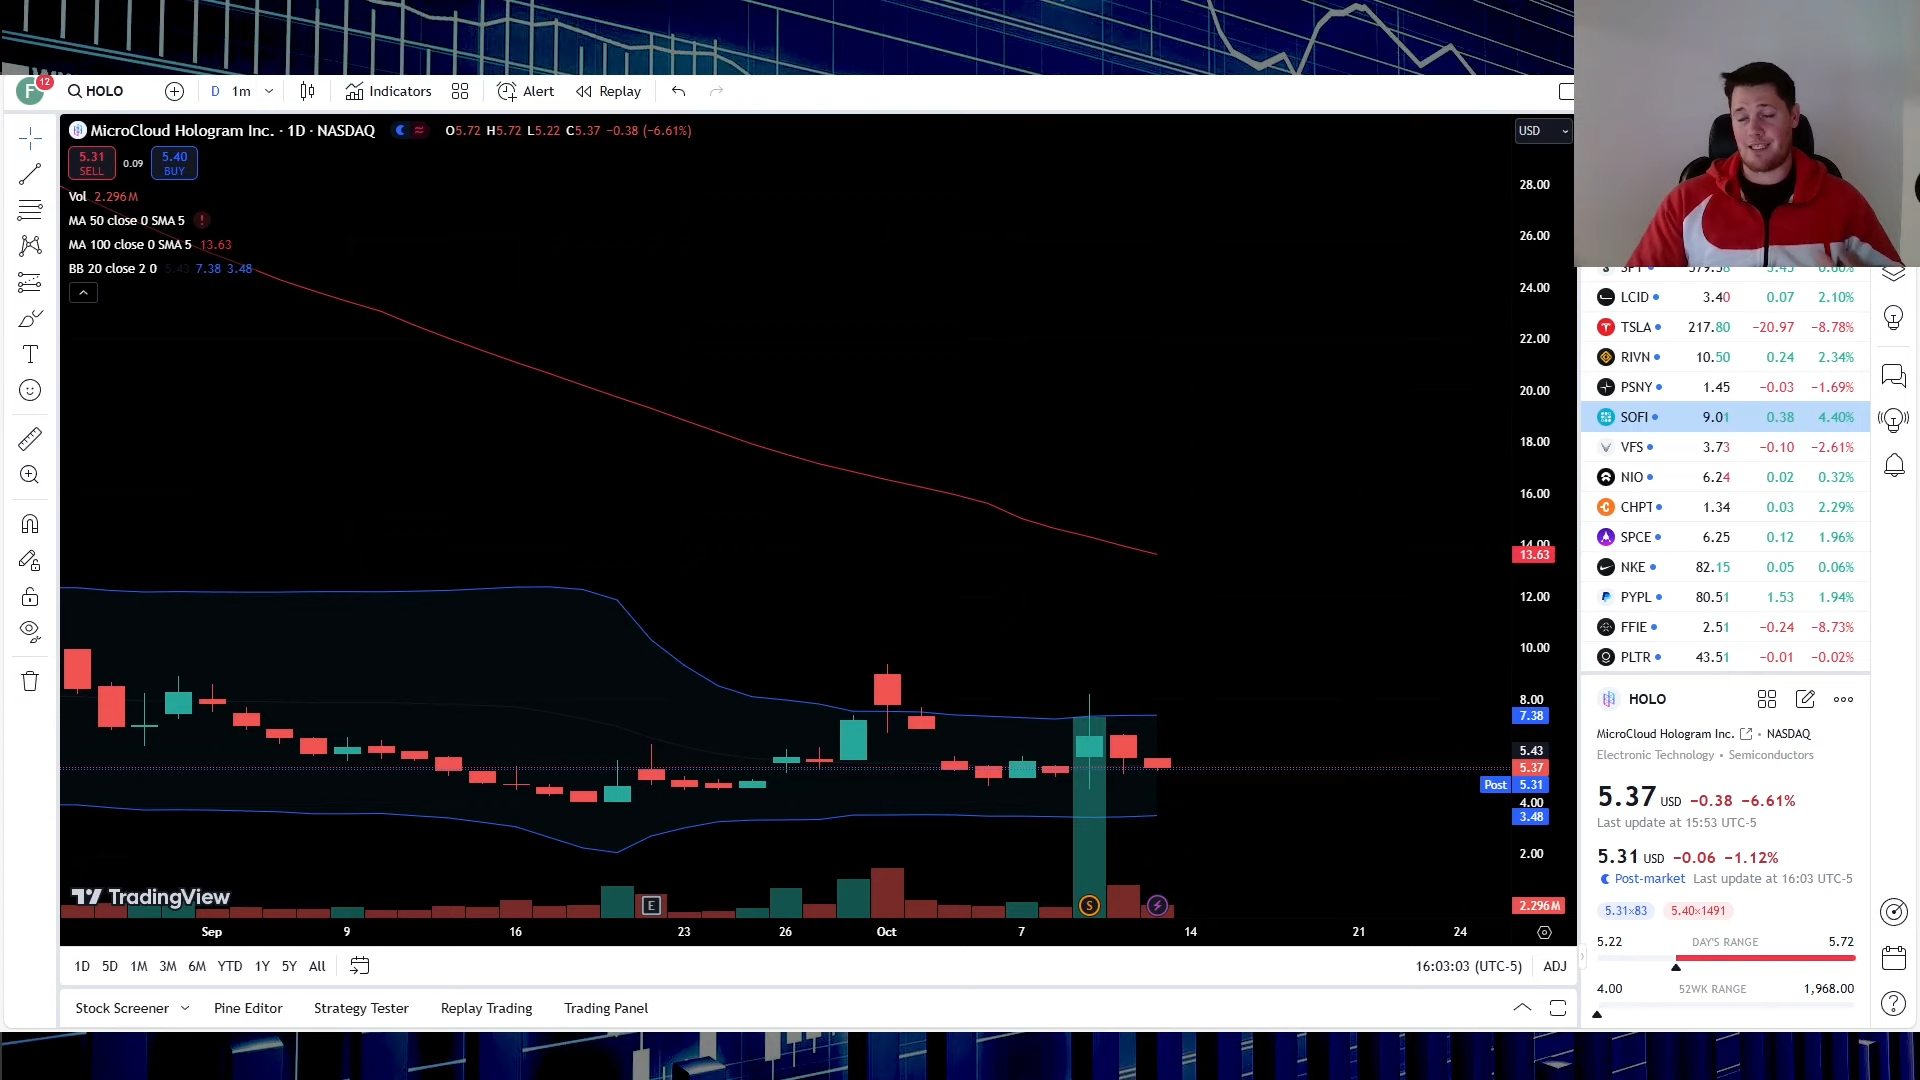 F 12 HOLO D 1m Indicators Alert Replay
MicroCloud Hologram Inc. · 1D · NASDAQ O5.72 H5.72 L5.22 C5.37 −0.38 (−6.61%)
USD
5.31 SELL 0.09 5.40 BUY
Vol 2.296M
MA 50 close 0 SMA 5 !
MA 100 close 0 SMA 5 13.63
BB 20 close 2 0 5.43 7.38 3.48
28.00
26.00
24.00
22.00
20.00
18.00
16.00
14.00
13.63
12.00
10.00
8.00
7.38
5.43
5.37
Post 5.31
4.00
3.48
2.00
2.296M
TradingView
E S
Sep 9 16 23 26 Oct 7 14 21 24
1D 5D 1M 3M 6M YTD 1Y 5Y All 16:03:03 (UTC-5) ADJ
Stock Screener Pine Editor Strategy Tester Replay Trading Trading Panel
LCID 3.40 0.07 2.10%
TSLA 217.80 −20.97 −8.78%
RIVN 10.50 0.24 2.34%
PSNY 1.45 −0.03 −1.69%
SOFI 9.01 0.38 4.40%
VFS 3.73 −0.10 −2.61%
NIO 6.24 0.02 0.32%
CHPT 1.34 0.03 2.29%
SPCE 6.25 0.12 1.96%
NKE 82.15 0.05 0.06%
PYPL 80.51 1.53 1.94%
FFIE 2.51 −0.24 −8.73%
PLTR 43.51 −0.01 −0.02%
HOLO
MicroCloud Hologram Inc. • NASDAQ
Electronic Technology • Semiconductors
5.37 USD −0.38 −6.61%
Last update at 15:53 UTC-5
5.31 USD −0.06 −1.12%
Post-market Last update at 16:03 UTC-5
5.31×83 5.40×1491
5.22 DAY'S RANGE 5.72
4.00 52WK RANGE 1,968.00